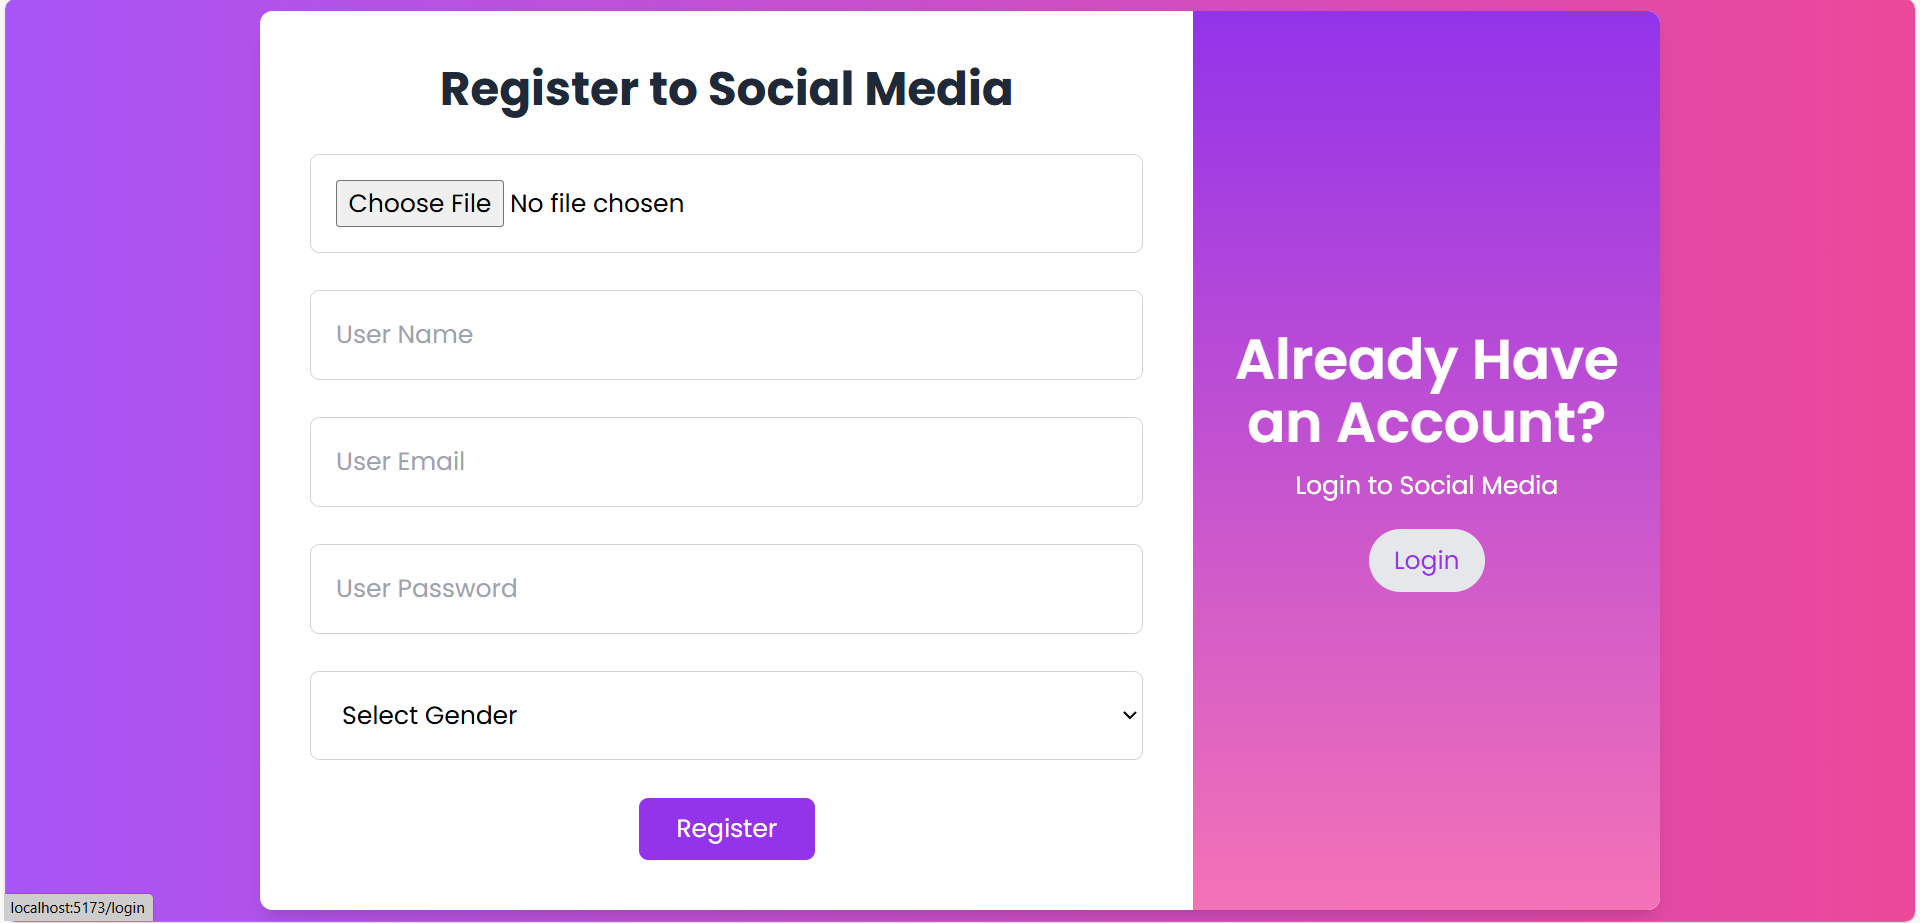 Register to Social Media
Choose File No file chosen
User Name
User Email
User Password
Select Gender
Register
Already Have
an Account?
Login to Social Media
Login
localhost:5173/login